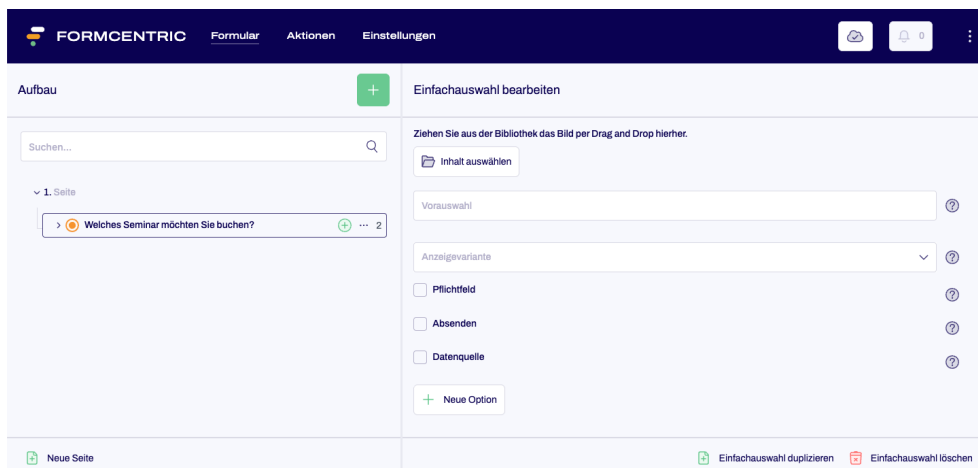 FORMCENTRIC Formular Aktionen Einstellungen 0
Aufbau
Einfachauswahl bearbeiten
Suchen...
1. Seite
Welches Seminar möchten Sie buchen? 2
Ziehen Sie aus der Bibliothek das Bild per Drag and Drop hierher.
Inhalt auswählen
Vorauswahl
Anzeigevariante
Pflichtfeld
Absenden
Datenquelle
Neue Option
Neue Seite
Einfachauswahl duplizieren Einfachauswahl löschen